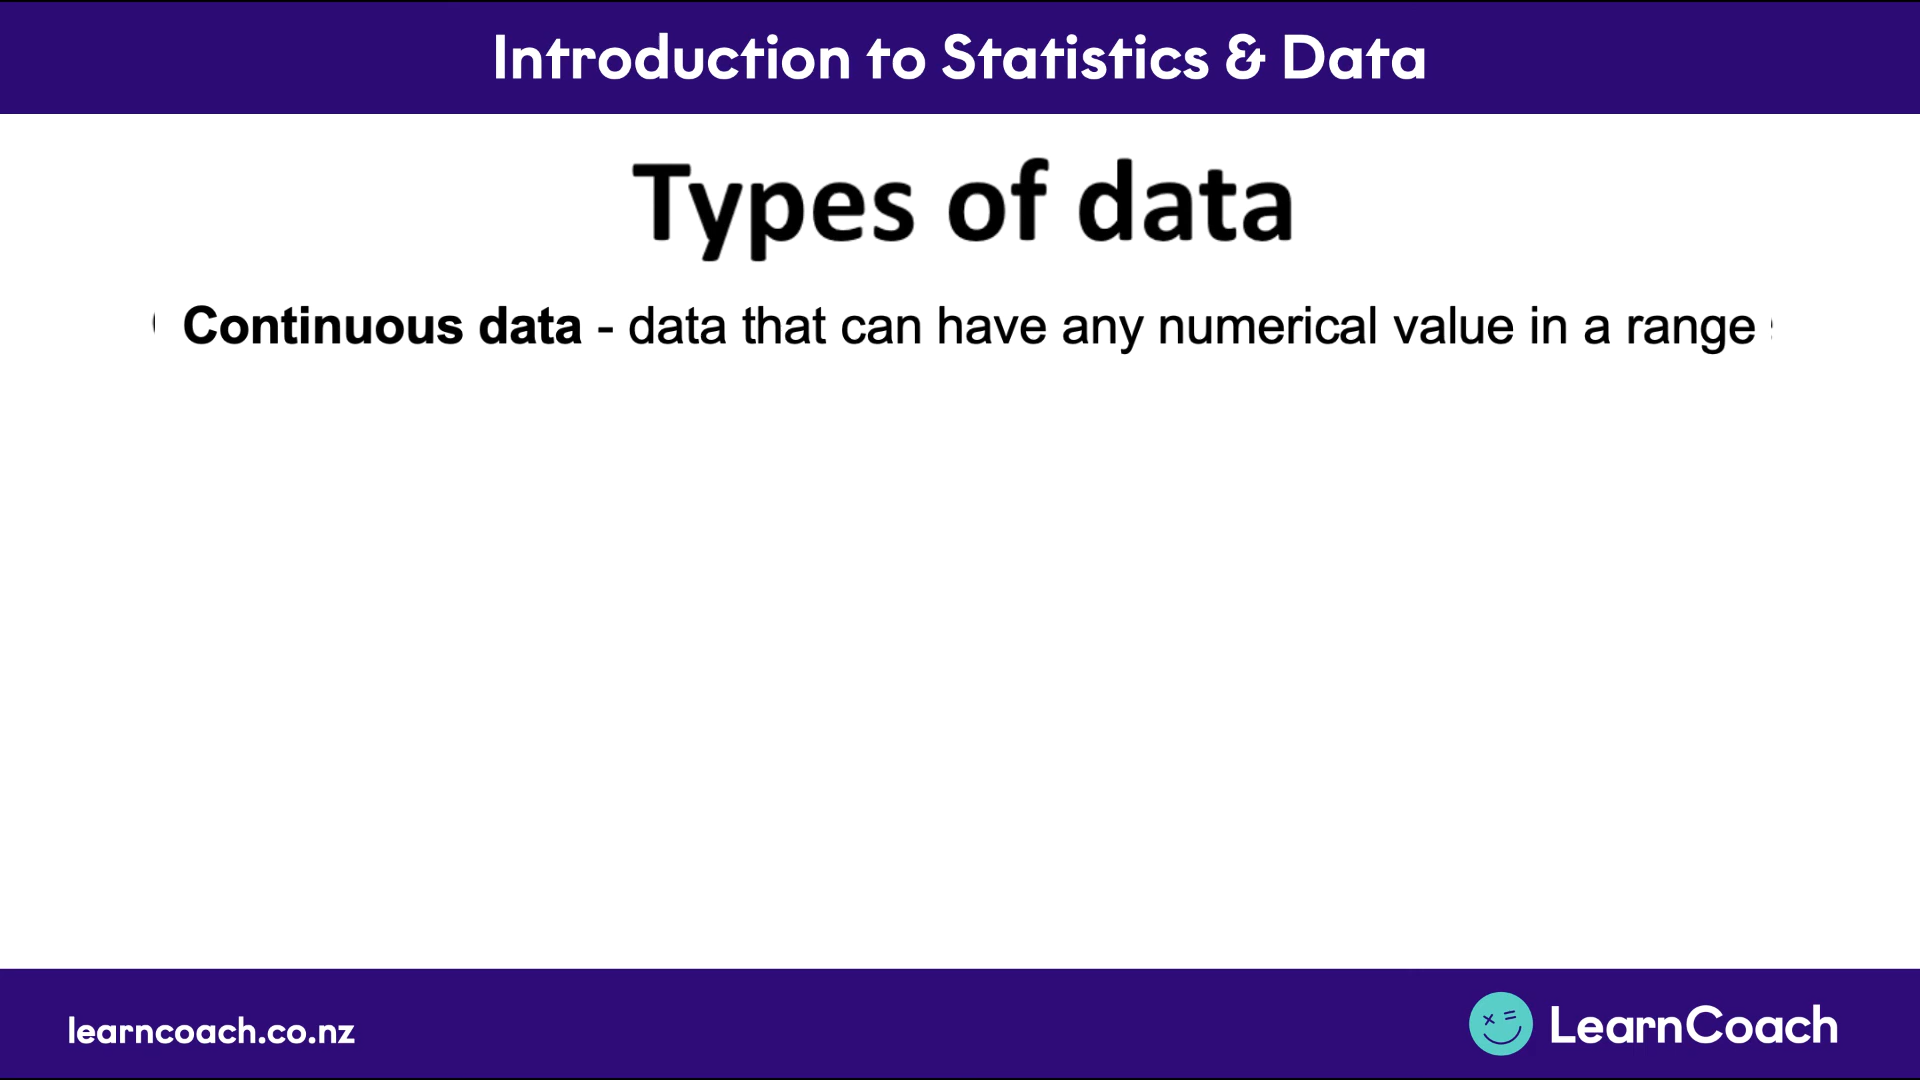 Introduction to Statistics & Data
Types of data
Continuous data - data that can have any numerical value in a range
learncoach.co.nz
LearnCoach